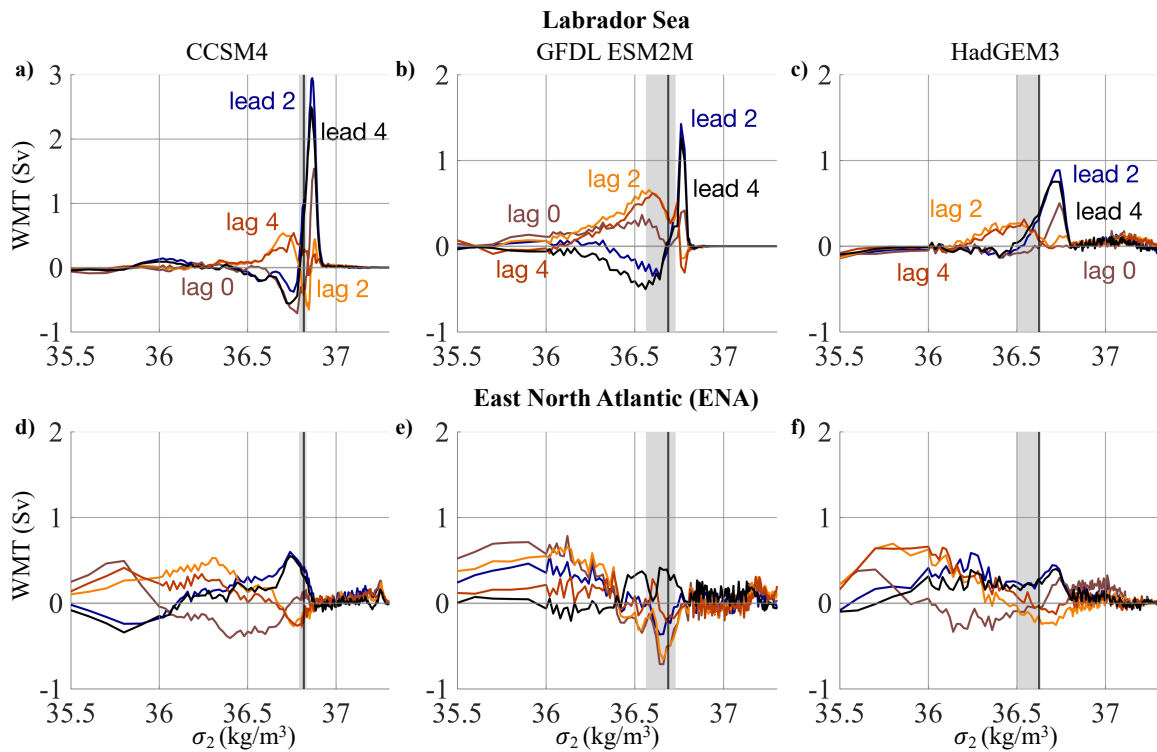 Labrador Sea
CCSM4 GFDL ESM2M HadGEM3
a) b) c)
3 2 2
lead 2 lead 2
lead 4
2
lead 2
1 lag 2 lead 4 1
WMT (Sv)
1 lag 4 lag 0 lag 2 lead 4
0 0 0
lag 0 lag 2 lag 4 lag 4 lag 0
-1 -1 -1
35.5 36 36.5 37 35.5 36 36.5 37 35.5 36 36.5 37
East North Atlantic (ENA)
d) e) f)
2 2 2
1 1 1
WMT (Sv)
0 0 0
-1 -1 -1
35.5 36 36.5 37 35.5 36 36.5 37 35.5 36 36.5 37
σ₂ (kg/m³) σ₂ (kg/m³) σ₂ (kg/m³)